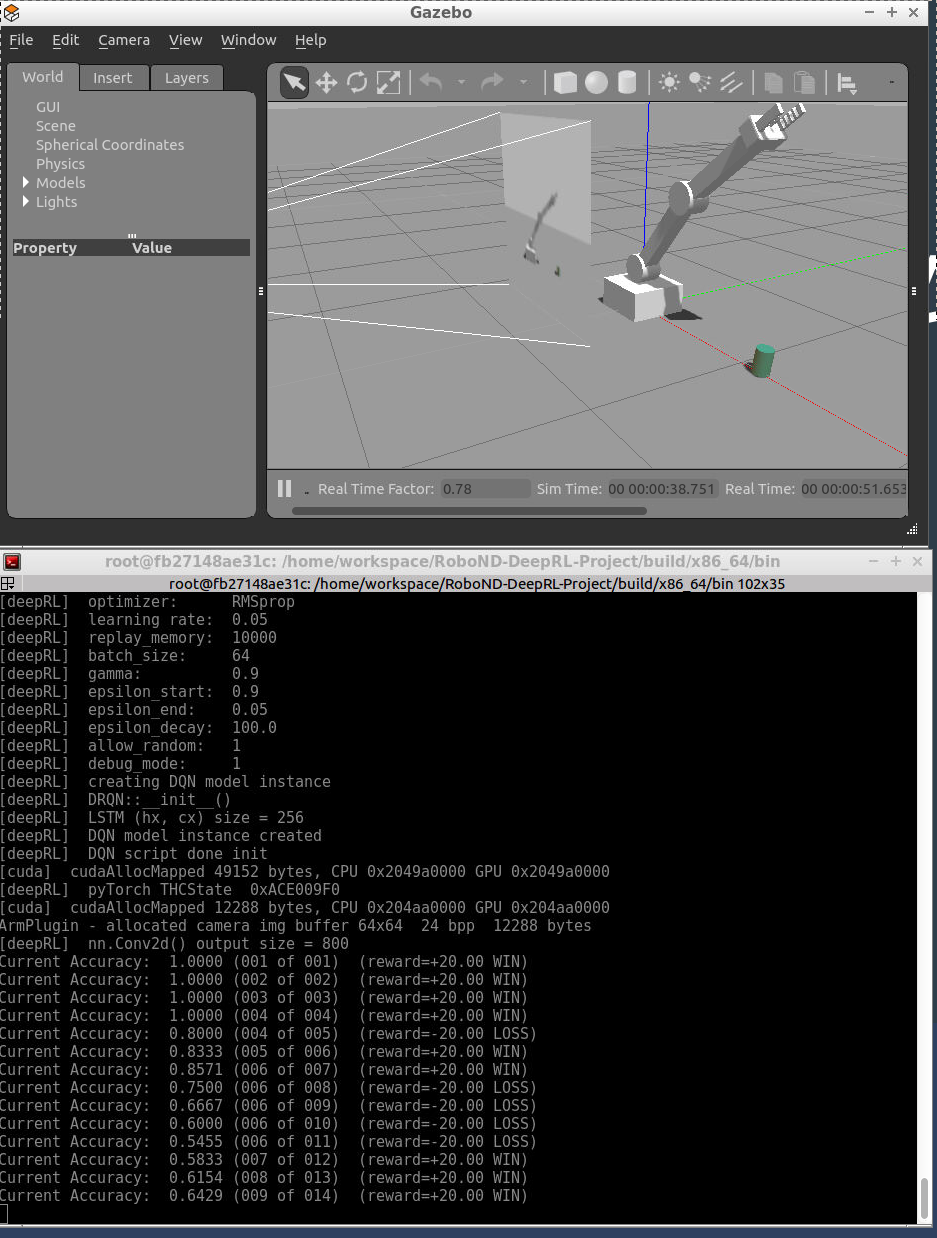 Gazebo
File Edit Camera View Window Help
World Insert Layers
GUI
Scene
Spherical Coordinates
Physics
Models
Lights
Property Value
Real Time Factor: 0.78 Sim Time: 00 00:00:38.751 Real Time: 00 00:00:51.653
root@fb27148ae31c: /home/workspace/RoboND-DeepRL-Project/build/x86_64/bin
root@fb27148ae31c: /home/workspace/RoboND-DeepRL-Project/build/x86_64/bin 102x35
[deepRL] optimizer: RMSprop
[deepRL] learning rate: 0.05
[deepRL] replay_memory: 10000
[deepRL] batch_size: 64
[deepRL] gamma: 0.9
[deepRL] epsilon_start: 0.9
[deepRL] epsilon_end: 0.05
[deepRL] epsilon_decay: 100.0
[deepRL] allow_random: 1
[deepRL] debug_mode: 1
[deepRL] creating DQN model instance
[deepRL] DRQN::__init__()
[deepRL] LSTM (hx, cx) size = 256
[deepRL] DQN model instance created
[deepRL] DQN script done init
[cuda] cudaAllocMapped 49152 bytes, CPU 0x2049a0000 GPU 0x2049a0000
[deepRL] pyTorch THCState 0xACE009F0
[cuda] cudaAllocMapped 12288 bytes, CPU 0x204aa0000 GPU 0x204aa0000
ArmPlugin - allocated camera img buffer 64x64 24 bpp 12288 bytes
[deepRL] nn.Conv2d() output size = 800
Current Accuracy: 1.0000 (001 of 001) (reward=+20.00 WIN)
Current Accuracy: 1.0000 (002 of 002) (reward=+20.00 WIN)
Current Accuracy: 1.0000 (003 of 003) (reward=+20.00 WIN)
Current Accuracy: 1.0000 (004 of 004) (reward=+20.00 WIN)
Current Accuracy: 0.8000 (004 of 005) (reward=-20.00 LOSS)
Current Accuracy: 0.8333 (005 of 006) (reward=+20.00 WIN)
Current Accuracy: 0.8571 (006 of 007) (reward=+20.00 WIN)
Current Accuracy: 0.7500 (006 of 008) (reward=-20.00 LOSS)
Current Accuracy: 0.6667 (006 of 009) (reward=-20.00 LOSS)
Current Accuracy: 0.6000 (006 of 010) (reward=-20.00 LOSS)
Current Accuracy: 0.5455 (006 of 011) (reward=-20.00 LOSS)
Current Accuracy: 0.5833 (007 of 012) (reward=+20.00 WIN)
Current Accuracy: 0.6154 (008 of 013) (reward=+20.00 WIN)
Current Accuracy: 0.6429 (009 of 014) (reward=+20.00 WIN)